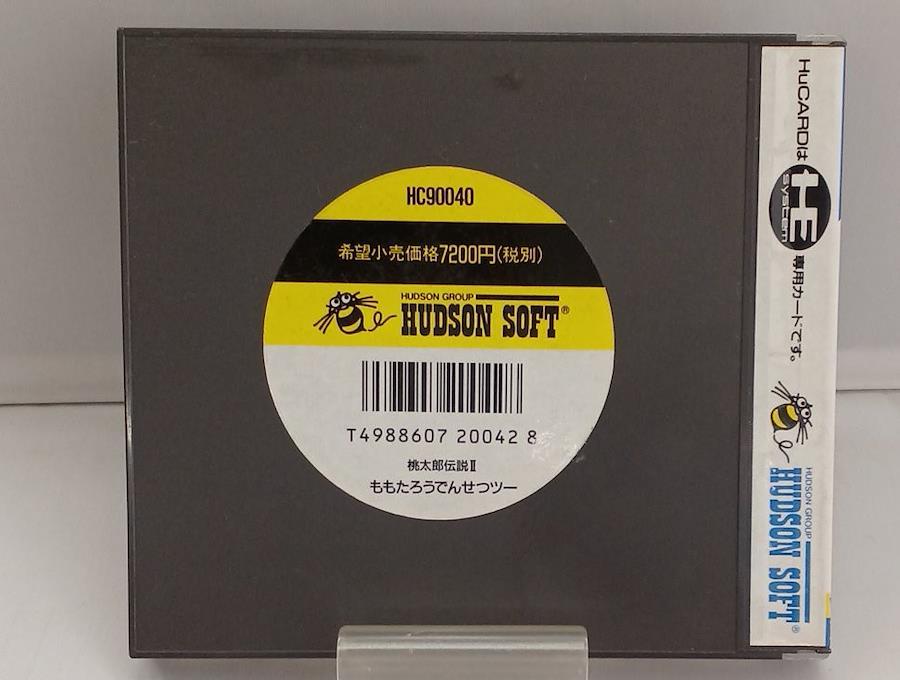 HC90040
希望小売価格7200円(税別)
HUDSON GROUP
HUDSON SOFT®
T4988607 20042 8
桃太郎伝説Ⅱ
ももたろうでんせつツー
HuCARDは HE system 専用カードです。
HUDSON GROUP
HUDSON SOFT®